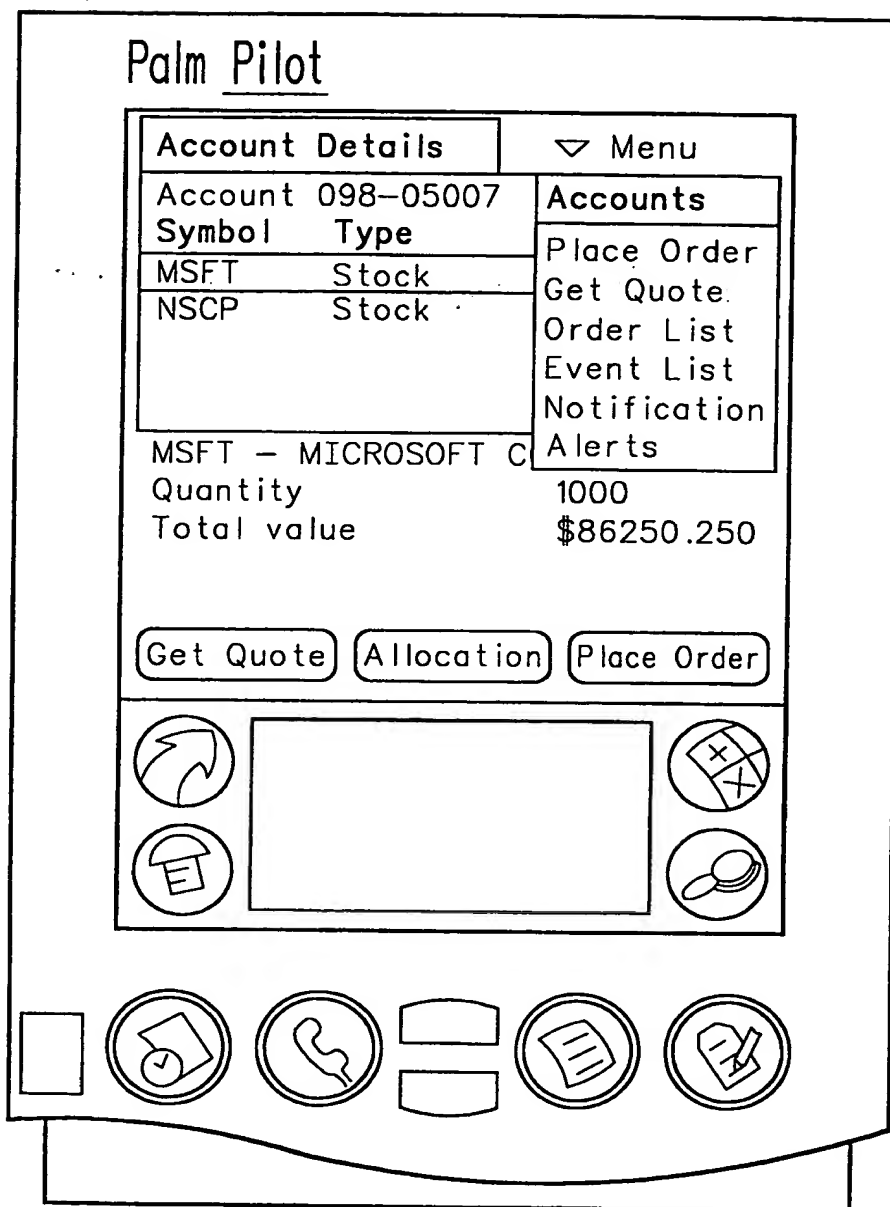 Palm Pilot
Account Details
▽ Menu
Account 098-05007
Symbol Type
MSFT Stock
NSCP Stock
Accounts
Place Order
Get Quote
Order List
Event List
Notification
Alerts
MSFT – MICROSOFT
Quantity 1000
Total value $86250.250
Get Quote Allocation Place Order